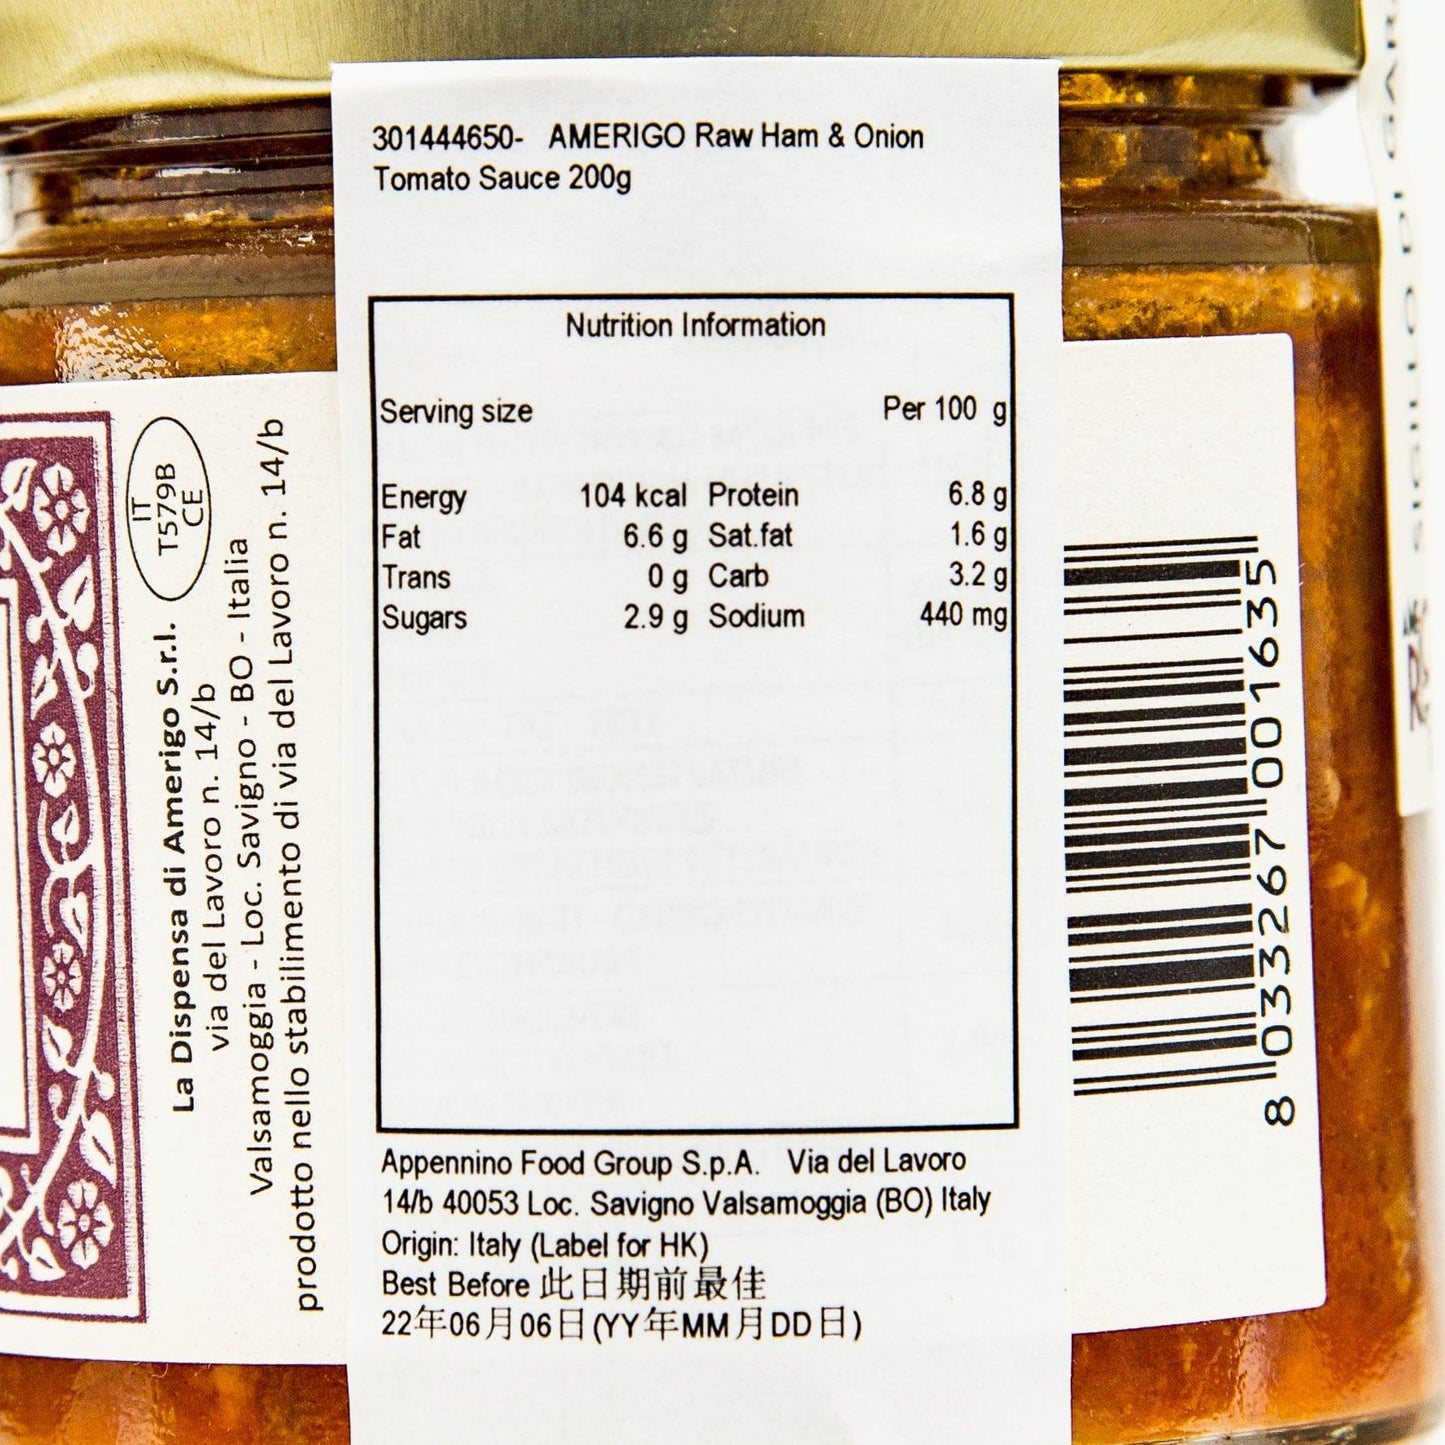 301444650- AMERIGO Raw Ham & Onion
Tomato Sauce 200g
Nutrition Information
Serving size Per 100 g
Energy 104 kcal Protein 6.8 g
Fat 6.6 g Sat.fat 1.6 g
Trans 0 g Carb 3.2 g
Sugars 2.9 g Sodium 440 mg
Appennino Food Group S.p.A. Via del Lavoro
14/b 40053 Loc. Savigno Valsamoggia (BO) Italy
Origin: Italy (Label for HK)
Best Before 此日期前最佳
22年06月06日(YY年MM月DD日)
IT
T579B
CE
La Dispensa di Amerigo S.r.l.
via del Lavoro n. 14/b
Valsamoggia - Loc. Savigno - BO - Italia
prodotto nello stabilimento di via del Lavoro n. 14/b
8 033267 001635
SIGILLO DI GAR